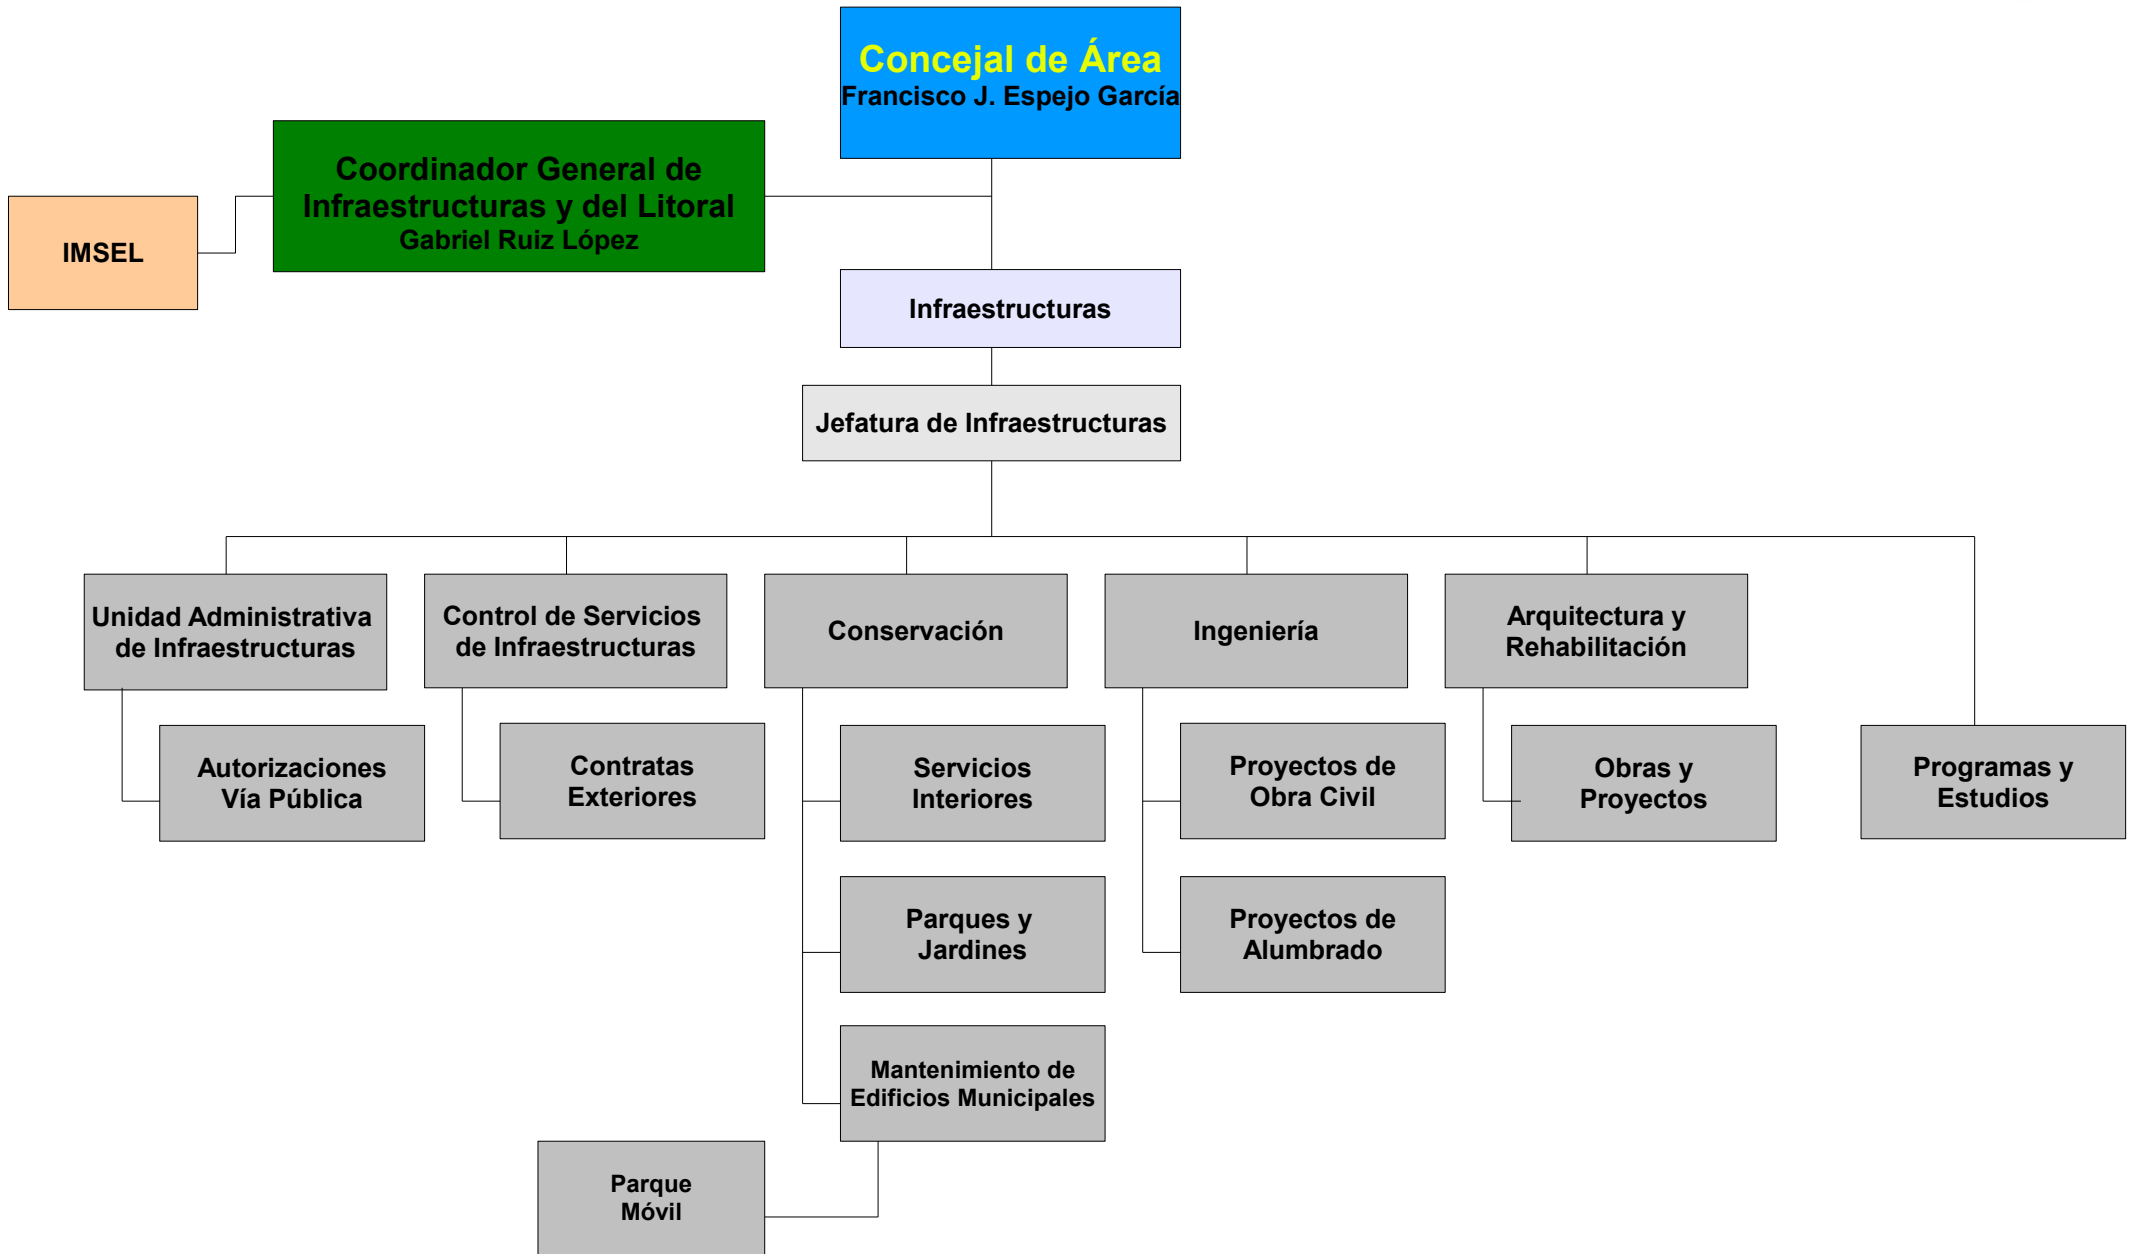 Concejal de Área
Francisco J. Espejo García
Coordinador General de
Infraestructuras y del Litoral
Gabriel Ruiz López
IMSEL
Infraestructuras
Jefatura de Infraestructuras
Unidad Administrativa
de Infraestructuras
Control de Servicios
de Infraestructuras
Conservación
Ingeniería
Arquitectura y
Rehabilitación
Autorizaciones
Vía Pública
Contratas
Exteriores
Servicios
Interiores
Proyectos de
Obra Civil
Obras y
Proyectos
Programas y
Estudios
Parques y
Jardines
Proyectos de
Alumbrado
Mantenimiento de
Edificios Municipales
Parque
Móvil